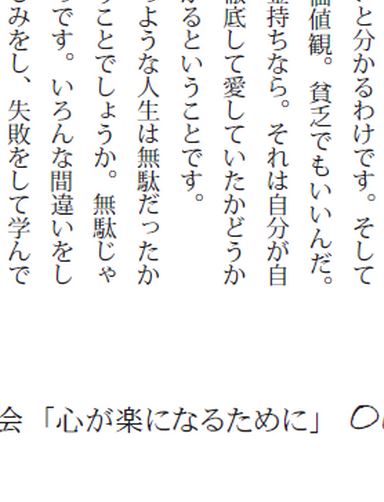 と分かるわけです。そして
価値観。貧乏でもいいんだ。
金持ちなら。それは自分が自
徹底して愛していたかどうか
かるということです。
ような人生は無駄だったか
ことでしょうか。無駄じゃ
です。いろんな間違いをし
みをし、失敗をして学んで
会「心が楽になるために」